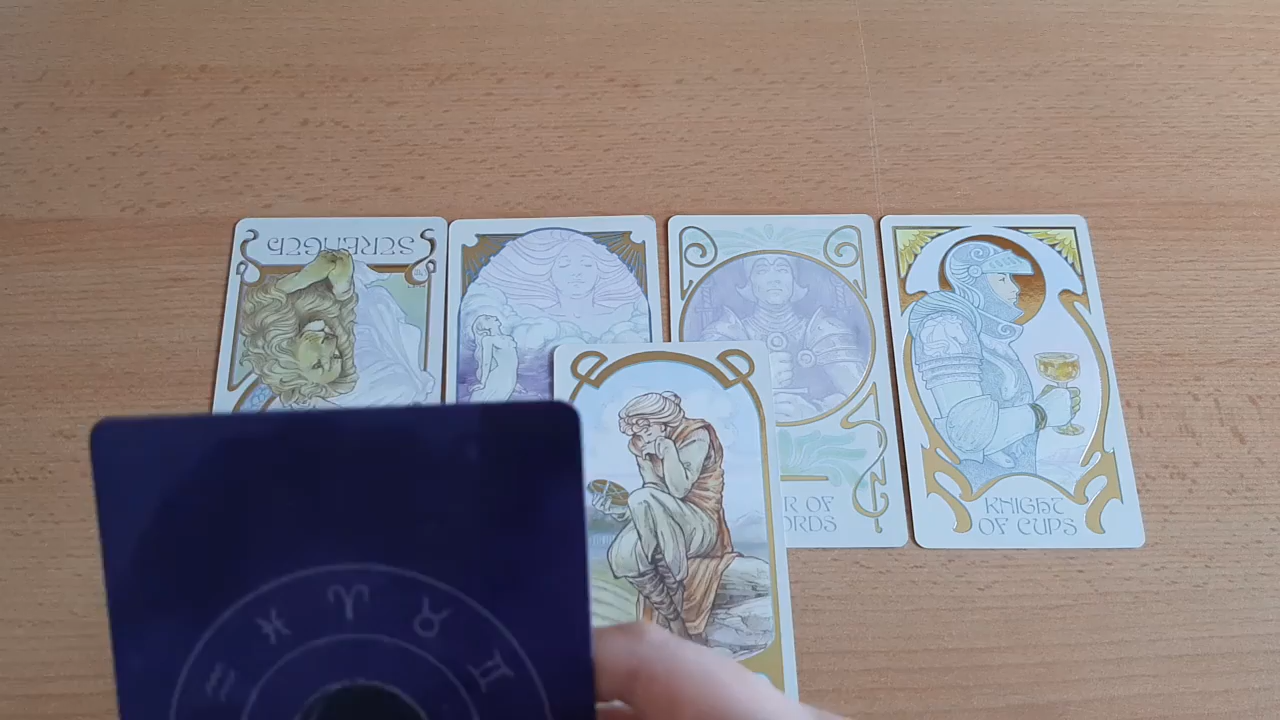 STRENGTH
R OF
ORDS
KNIGHT
OF CUPS